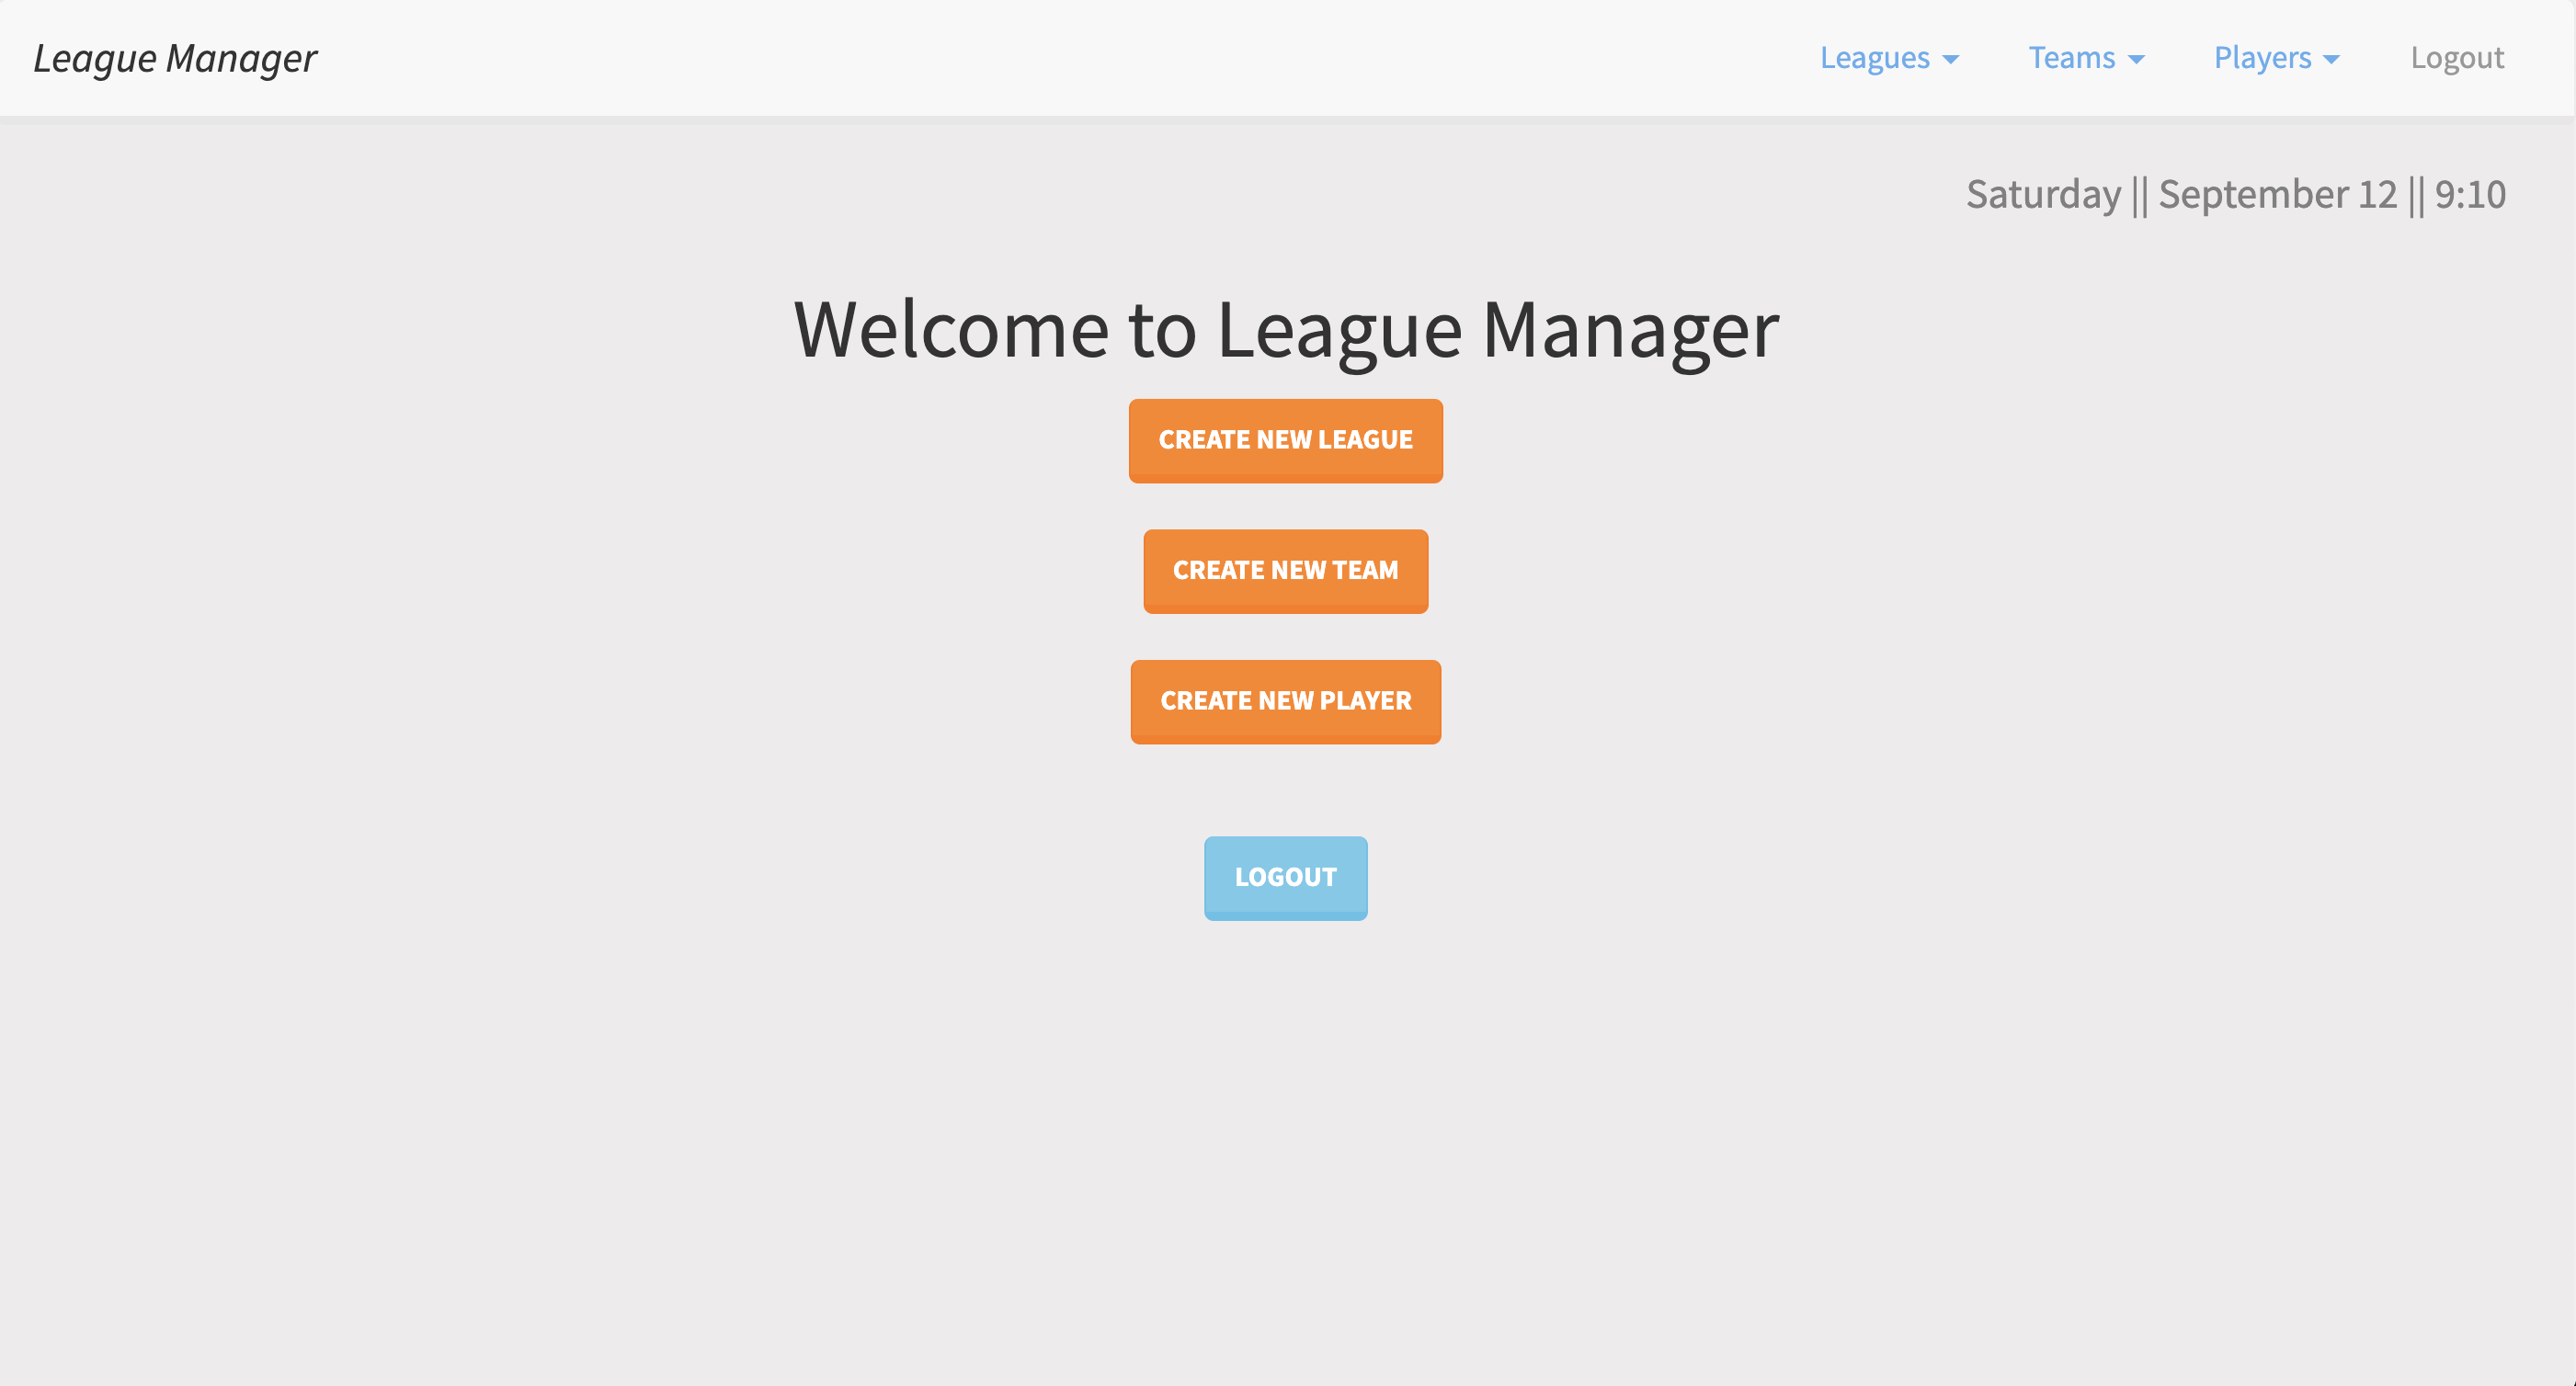 League Manager
Leagues Teams Players Logout
Saturday || September 12 || 9:10
Welcome to League Manager
CREATE NEW LEAGUE
CREATE NEW TEAM
CREATE NEW PLAYER
LOGOUT